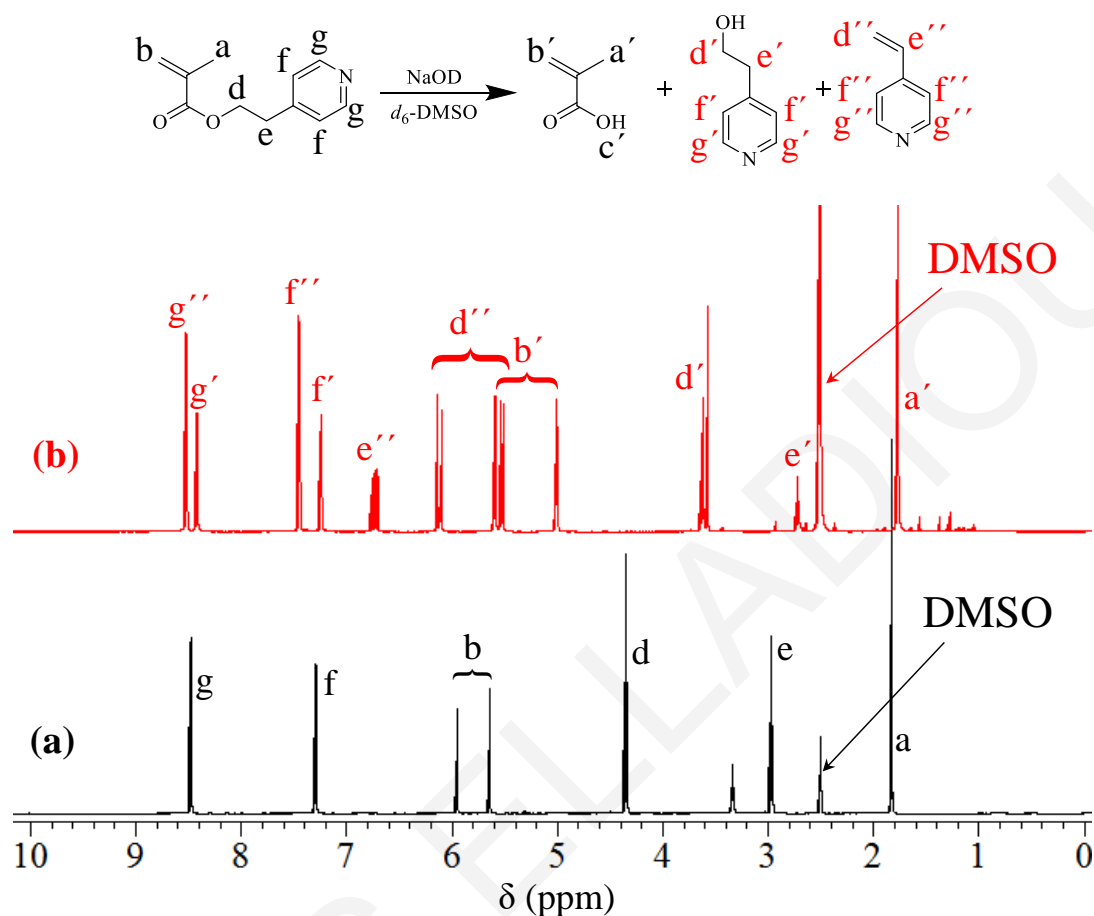 b a
f g
N
d
O O
e
f g
NaOD
d6-DMSO
b´ a´
O OH
c´
+
OH
d´ e´
f´ f´
g´ g´
N
+
d´´ e´´
f´´ f´´
g´´ g´´
N
DMSO
g´´ f´´ d´´ b´
g´ f´ d´ a´
(b) e´´ e´
DMSO
b
g f d e
(a) a
10 9 8 7 6 5 4 3 2 1 0
δ (ppm)
ELLADIOU